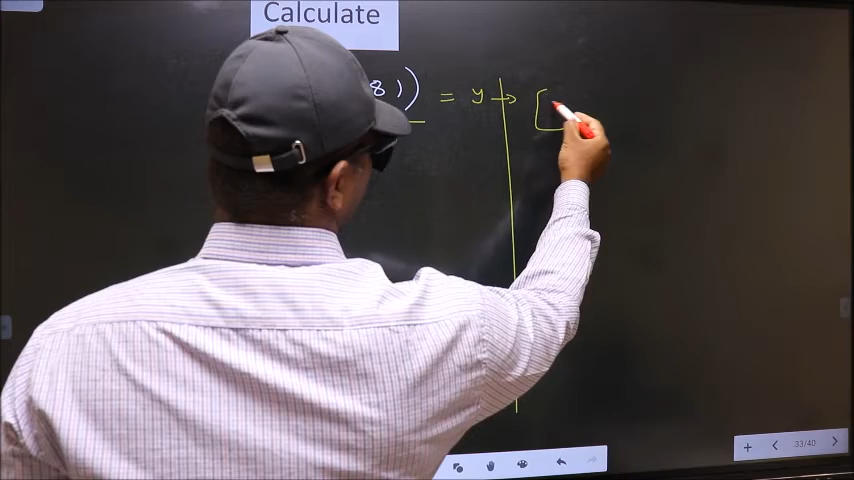 Calculate
8)) = y → [
33/40